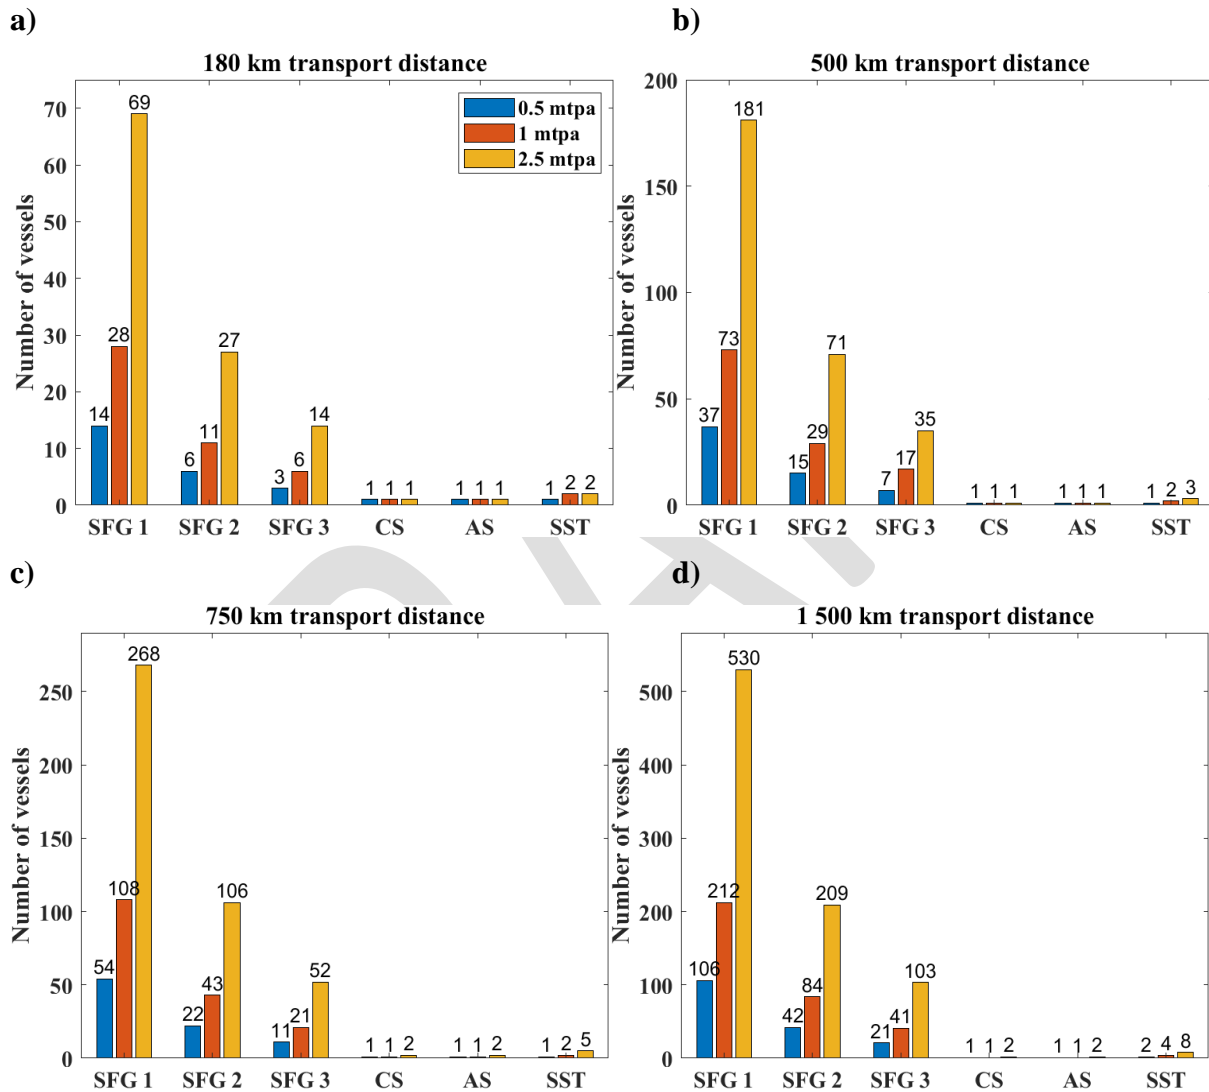 a)
180 km transport distance
Number of vessels
70
60
50
40
30
20
10
0
0.5 mtpa
1 mtpa
2.5 mtpa
14 28 69
6 11 27
3 6 14
1 1 1
1 1 1
1 2 2
SFG 1 SFG 2 SFG 3 CS AS SST
b)
500 km transport distance
Number of vessels
200
150
100
50
0
37 73 181
15 29 71
7 17 35
1 1 1
1 1 1
1 2 3
SFG 1 SFG 2 SFG 3 CS AS SST
c)
750 km transport distance
Number of vessels
250
200
150
100
50
0
54 108 268
22 43 106
11 21 52
1 1 2
1 1 2
1 2 5
SFG 1 SFG 2 SFG 3 CS AS SST
d)
1 500 km transport distance
Number of vessels
500
400
300
200
100
0
106 212 530
42 84 209
21 41 103
1 1 2
1 1 2
2 4 8
SFG 1 SFG 2 SFG 3 CS AS SST